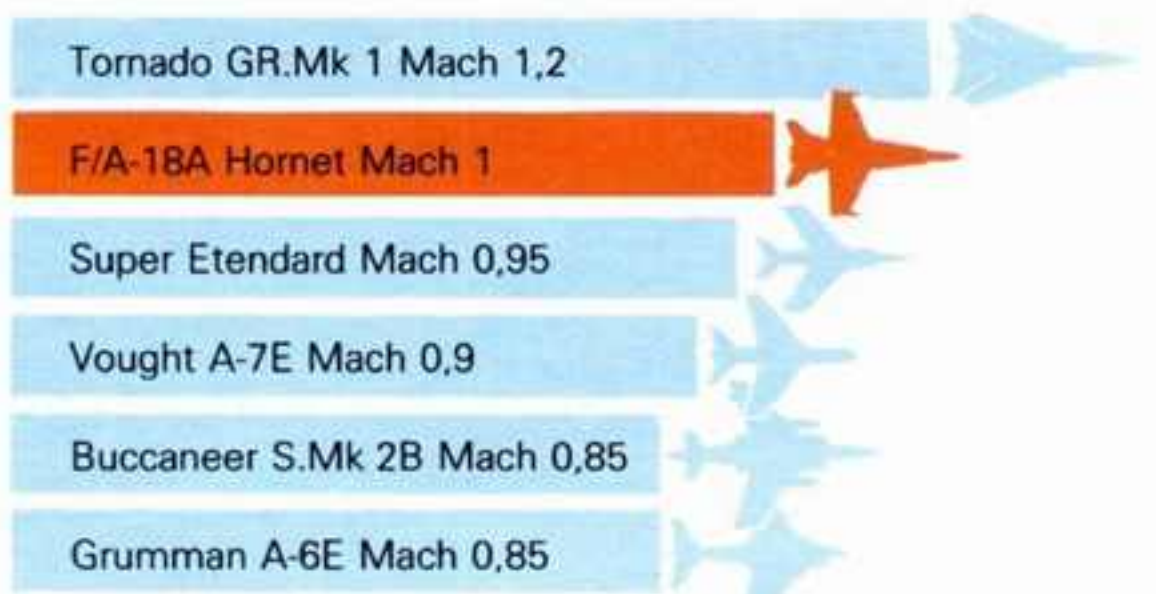 Tornado GR.Mk 1 Mach 1,2
F/A-18A Hornet Mach 1
Super Etendard Mach 0,95
Vought A-7E Mach 0,9
Buccaneer S.Mk 2B Mach 0,85
Grumman A-6E Mach 0,85